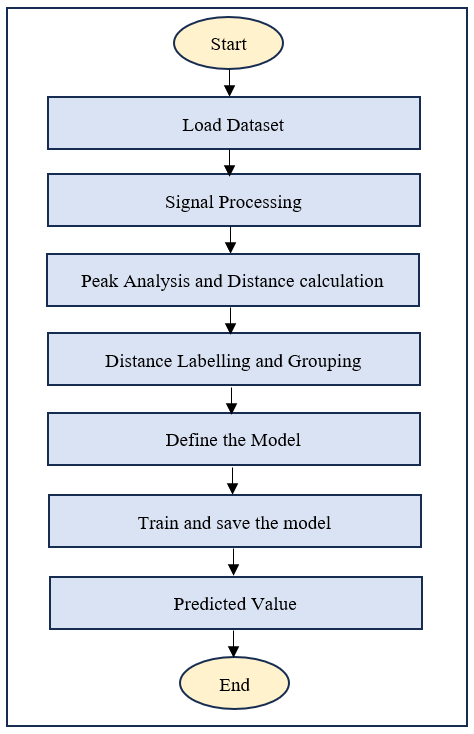 Start
Load Dataset
Signal Processing
Peak Analysis and Distance calculation
Distance Labelling and Grouping
Define the Model
Train and save the model
Predicted Value
End